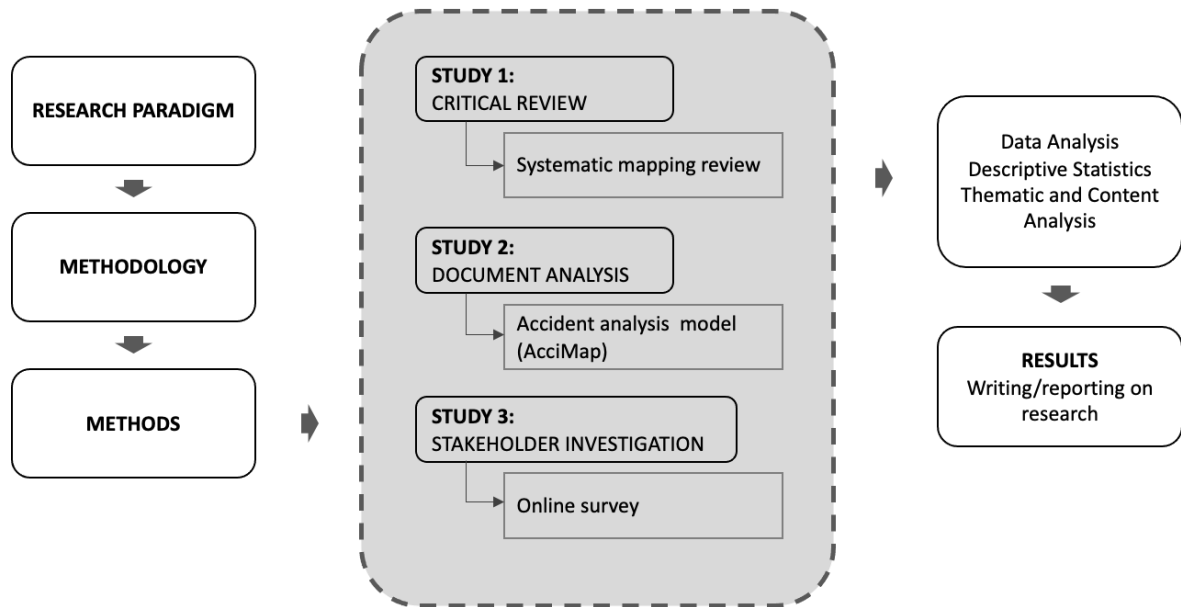 RESEARCH PARADIGM
METHODOLOGY
METHODS
STUDY 1:
CRITICAL REVIEW
Systematic mapping review
STUDY 2:
DOCUMENT ANALYSIS
Accident analysis model
(AcciMap)
STUDY 3:
STAKEHOLDER INVESTIGATION
Online survey
Data Analysis
Descriptive Statistics
Thematic and Content
Analysis
RESULTS
Writing/reporting on
research